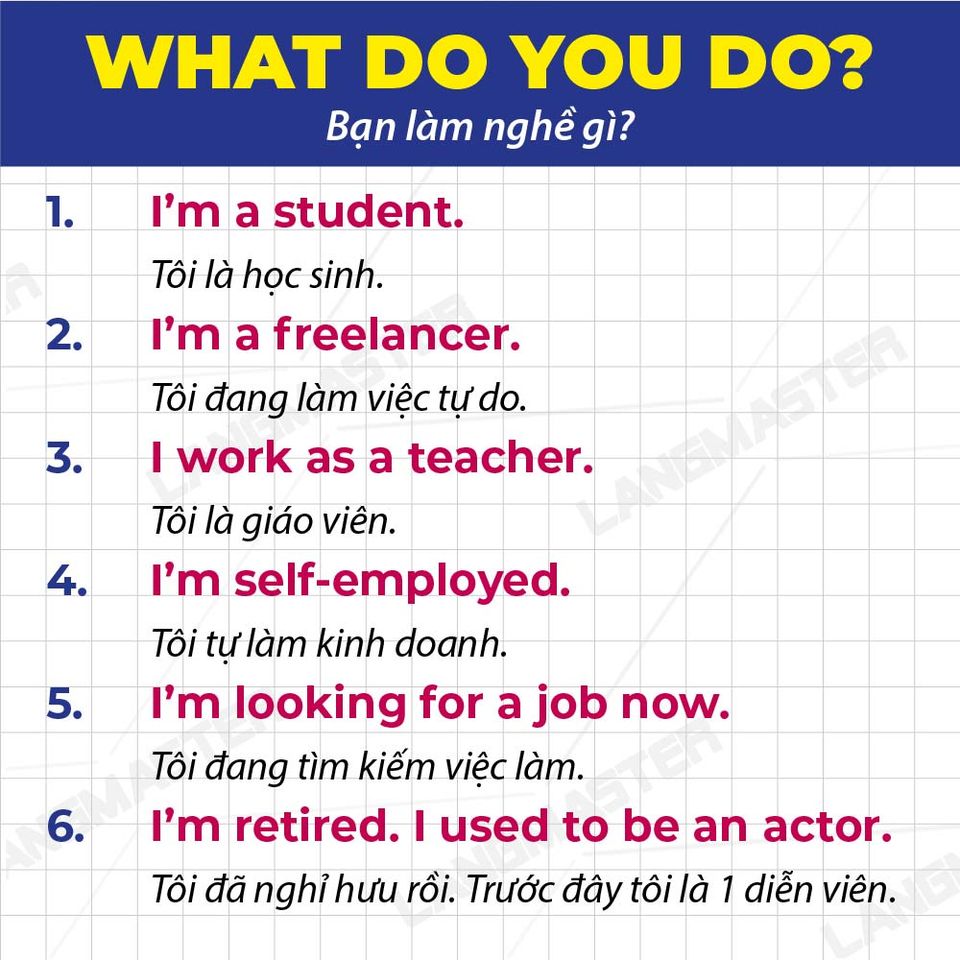 WHAT DO YOU DO?
Bạn làm nghề gì?
1. I'm a student.
Tôi là học sinh.
2. I'm a freelancer.
Tôi đang làm việc tự do.
3. I work as a teacher.
Tôi là giáo viên.
4. I'm self-employed.
Tôi tự làm kinh doanh.
5. I'm looking for a job now.
Tôi đang tìm kiếm việc làm.
6. I'm retired. I used to be an actor.
Tôi đã nghỉ hưu rồi. Trước đây tôi là 1 diễn viên.
LANGMASTER
LANGMASTER
LANGMASTER
LANGMASTER